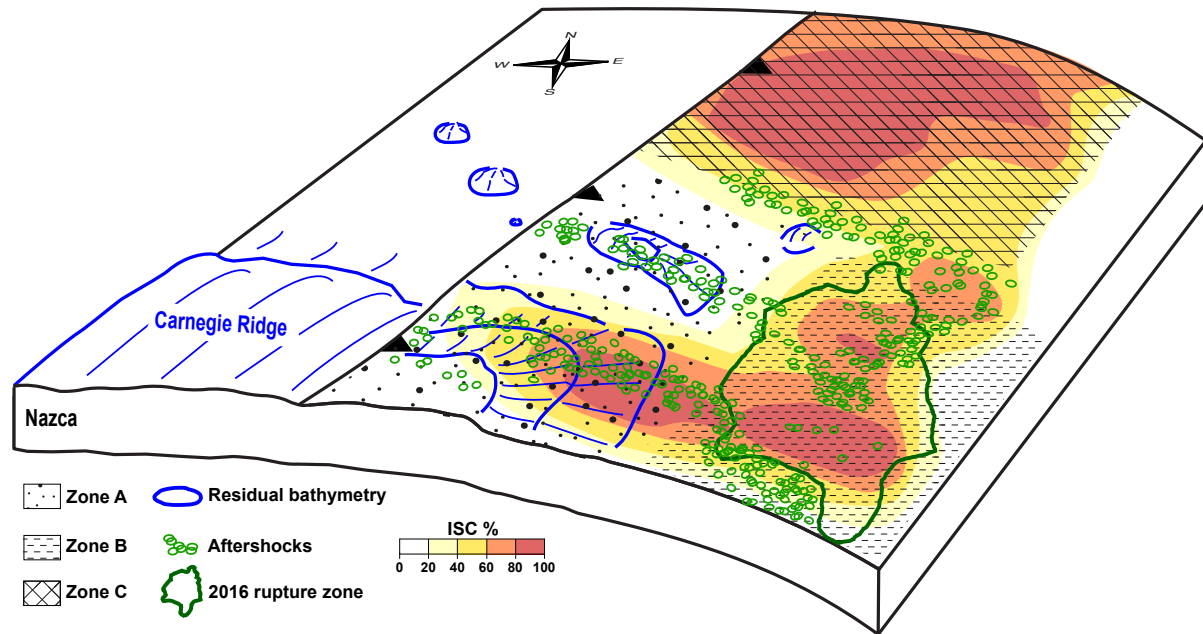 N
W E
S
Carnegie Ridge
Nazca
Zone A
Residual bathymetry
Zone B
Aftershocks
Zone C
2016 rupture zone
ISC %
0 20 40 60 80 100